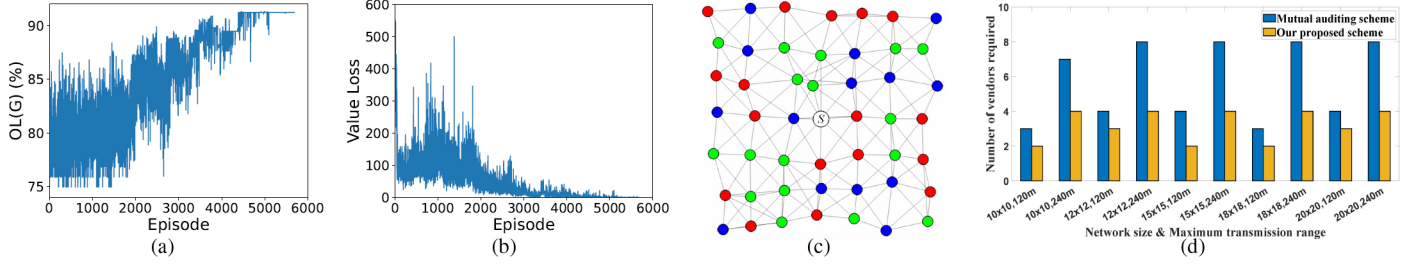 OL(G) (%)
90
85
80
75
0 1000 2000 3000 4000 5000 6000
Episode
(a)
Value Loss
600
500
400
300
200
100
0
0 1000 2000 3000 4000 5000 6000
Episode
(b)
S
(c)
Number of vendors required
10
8
6
4
2
0
Mutual auditing scheme
Our proposed scheme
10x10,120m
10x10,240m
12x12,120m
12x12,240m
15x15,120m
15x15,240m
18x18,120m
18x18,240m
20x20,120m
20x20,240m
Network size & Maximum transmission range
(d)